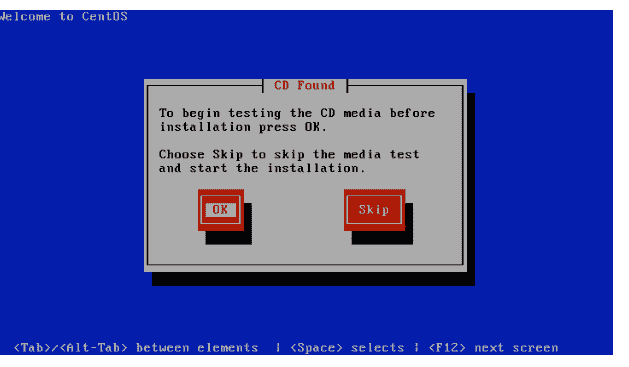 Welcome to CentOS
CD Found
To begin testing the CD media before
installation press OK.
Choose Skip to skip the media test
and start the installation.
OK Skip
<Tab>/<Alt-Tab> between elements | <Space> selects | <F12> next screen